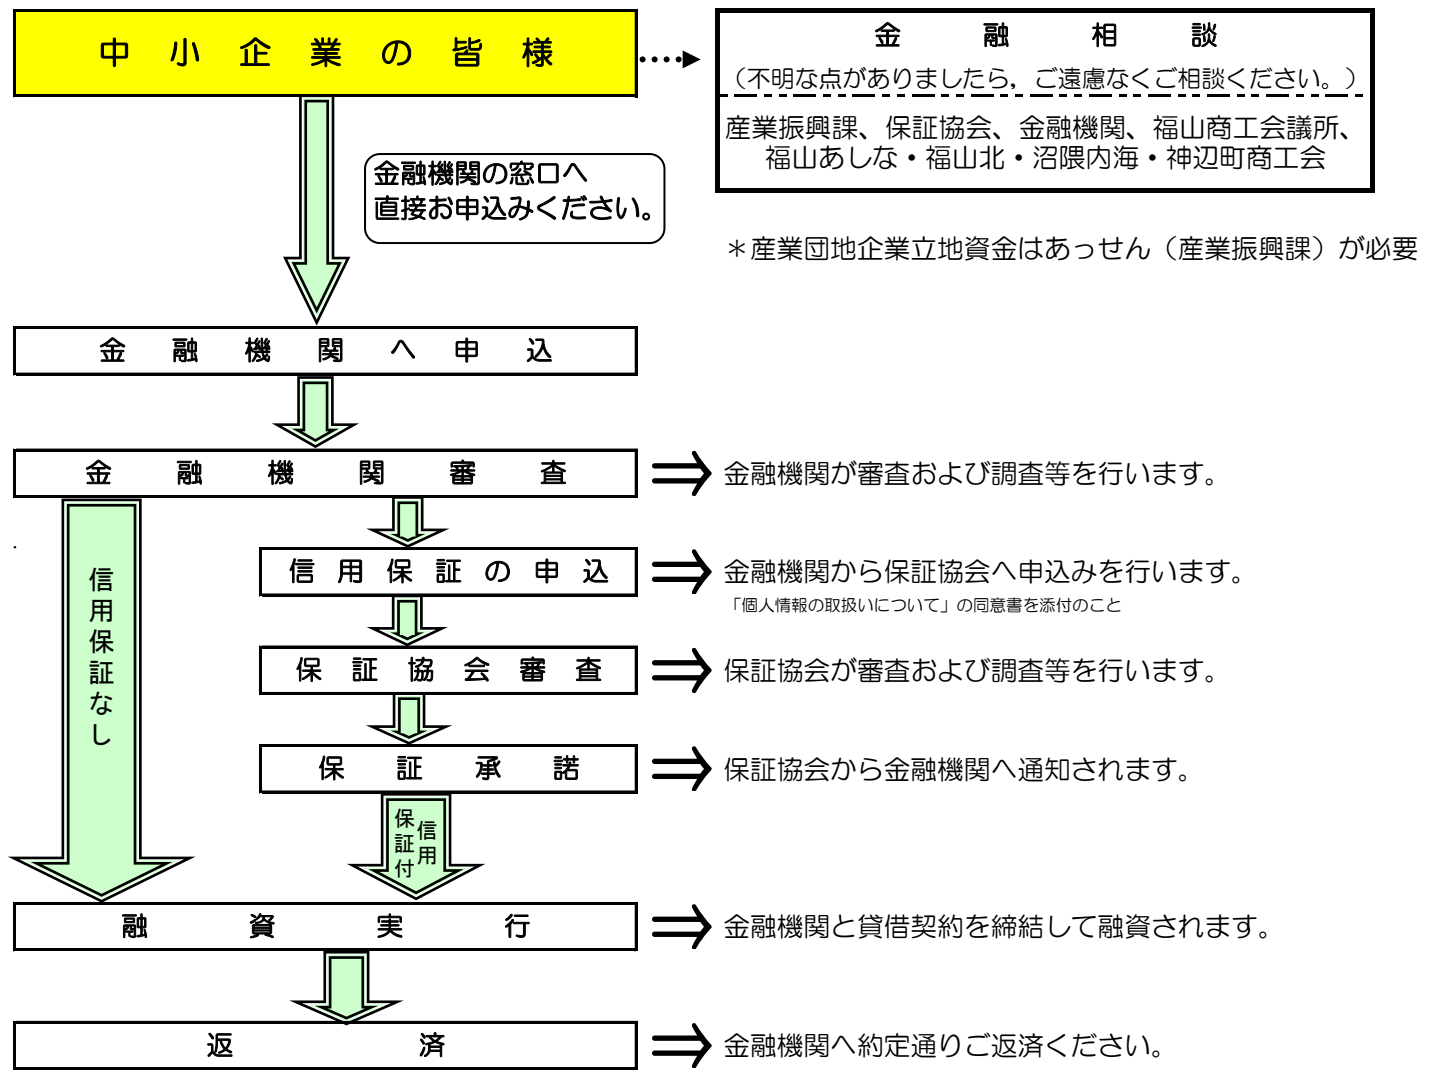 中小企業の皆様
金融相談
（不明な点がありましたら，ご遠慮なくご相談ください。）
産業振興課、保証協会、金融機関、福山商工会議所、
福山あしな・福山北・沼隈内海・神辺町商工会
金融機関の窓口へ
直接お申込みください。
＊産業団地企業立地資金はあっせん（産業振興課）が必要
金融機関へ申込
金融機関審査
金融機関が審査および調査等を行います。
信用保証なし
信用保証の申込
金融機関から保証協会へ申込みを行います。
「個人情報の取扱いについて」の同意書を添付のこと
保証協会審査
保証協会が審査および調査等を行います。
保証承諾
保証協会から金融機関へ通知されます。
信用
保証付
融資実行
金融機関と貸借契約を締結して融資されます。
返済
金融機関へ約定通りご返済ください。